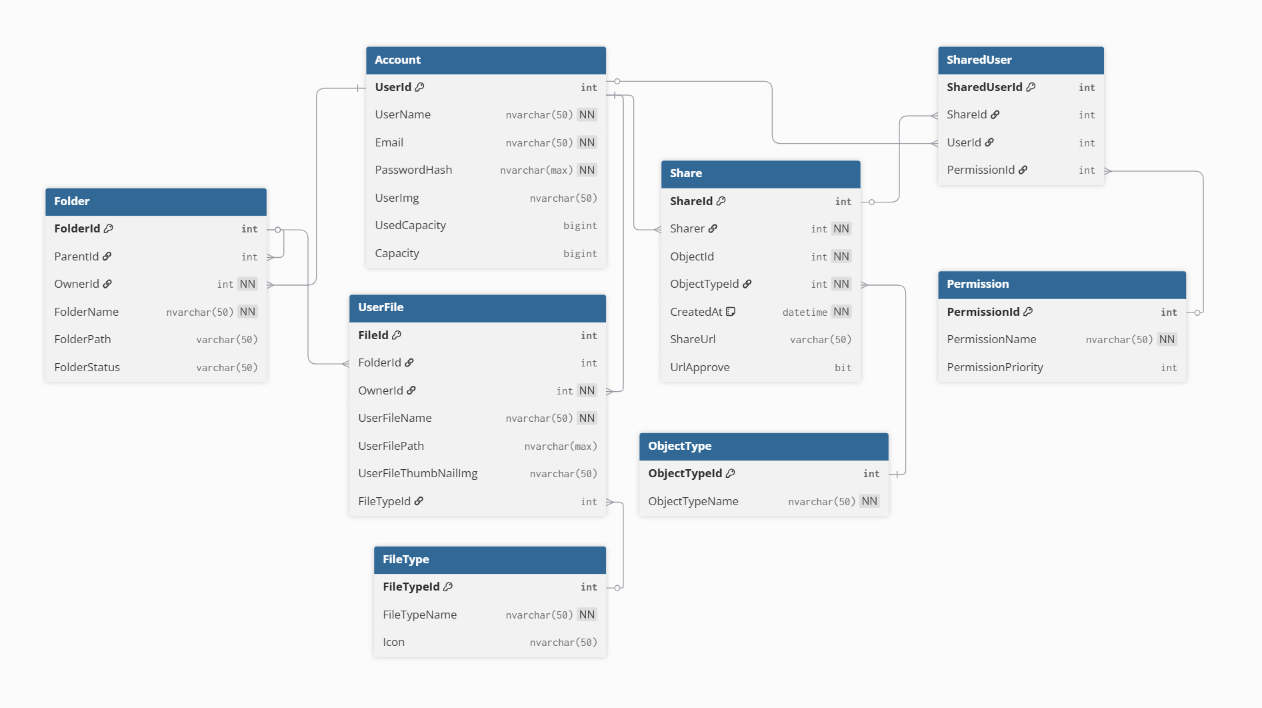 Account
UserId int
UserName nvarchar(50) NN
Email nvarchar(50) NN
PasswordHash nvarchar(max) NN
UserImg nvarchar(50)
UsedCapacity bigint
Capacity bigint
SharedUser
SharedUserId int
ShareId int
UserId int
PermissionId int
Share
ShareId int
Sharer int NN
ObjectId int NN
ObjectTypeId int NN
CreatedAt datetime NN
ShareUrl varchar(50)
UrlApprove bit
Folder
FolderId int
ParentId int
OwnerId int NN
FolderName nvarchar(50) NN
FolderPath varchar(50)
FolderStatus varchar(50)
Permission
PermissionId int
PermissionName nvarchar(50) NN
PermissionPriority int
UserFile
FileId int
FolderId int
OwnerId int NN
UserFileName nvarchar(50) NN
UserFilePath nvarchar(max)
UserFileThumbNailImg nvarchar(50)
FileTypeId int
ObjectType
ObjectTypeId int
ObjectTypeName nvarchar(50) NN
FileType
FileTypeId int
FileTypeName nvarchar(50) NN
Icon nvarchar(50)